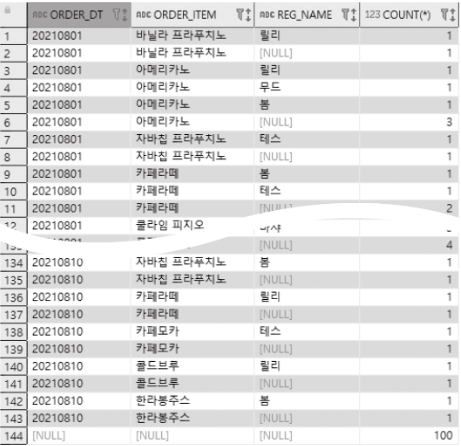 ABC ORDER_DT ABC ORDER_ITEM ABC REG_NAME 123 COUNT(*)
1 20210801 바닐라 프라푸치노 릴리 1
2 20210801 바닐라 프라푸치노 [NULL] 1
3 20210801 아메리카노 릴리 1
4 20210801 아메리카노 무드 1
5 20210801 아메리카노 봄 1
6 20210801 아메리카노 [NULL] 3
7 20210801 자바칩 프라푸치노 테스 1
8 20210801 자바칩 프라푸치노 [NULL] 1
9 20210801 카페라떼 봄 1
10 20210801 카페라떼 테스 1
11 20210801 카페라떼 [NULL] 2
12 20210801 쿨라임 피지오
4
134 20210810 자바칩 프라푸치노 봄 1
135 20210810 자바칩 프라푸치노 [NULL] 1
136 20210810 카페라떼 릴리 1
137 20210810 카페라떼 [NULL] 1
138 20210810 카페모카 테스 1
139 20210810 카페모카 [NULL] 1
140 20210810 콜드브루 릴리 1
141 20210810 콜드브루 [NULL] 1
142 20210810 한라봉주스 봄 1
143 20210810 한라봉주스 [NULL] 1
144 [NULL] [NULL] [NULL] 100